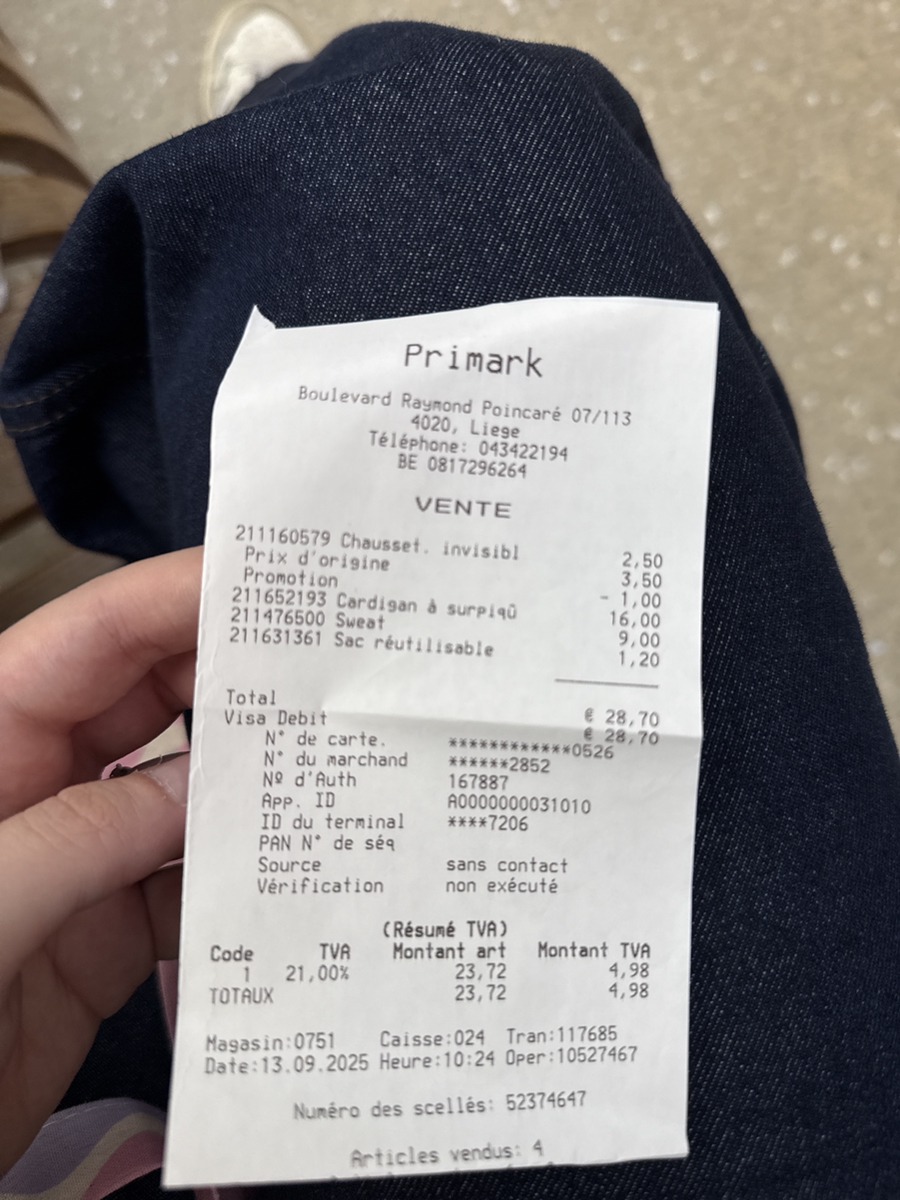 Primark
Boulevard Raymond Poincaré 07/113
4020, Liege
Téléphone: 043422194
BE 0817296264
VENTE
211160579 Chausset. invisibl 2,50
Prix d'origine 3,50
Promotion - 1,00
211652193 Cardigan à surpiqû 16,00
211476500 Sweat 9,00
211631361 Sac réutilisable 1,20
Total € 28,70
Visa Debit € 28,70
N° de carte. ************0526
N° du marchand ******2852
Nº d'Auth 167887
App. ID A0000000031010
ID du terminal ****7206
PAN N° de séq
Source sans contact
Vérification non exécuté
(Résumé TVA)
Code TVA Montant art Montant TVA
1 21,00% 23,72 4,98
TOTAUX 23,72 4,98
Magasin:0751 Caisse:024 Tran:117685
Date:13.09.2025 Heure:10:24 Oper:10527467
Numéro des scellés: 52374647
Articles vendus: 4